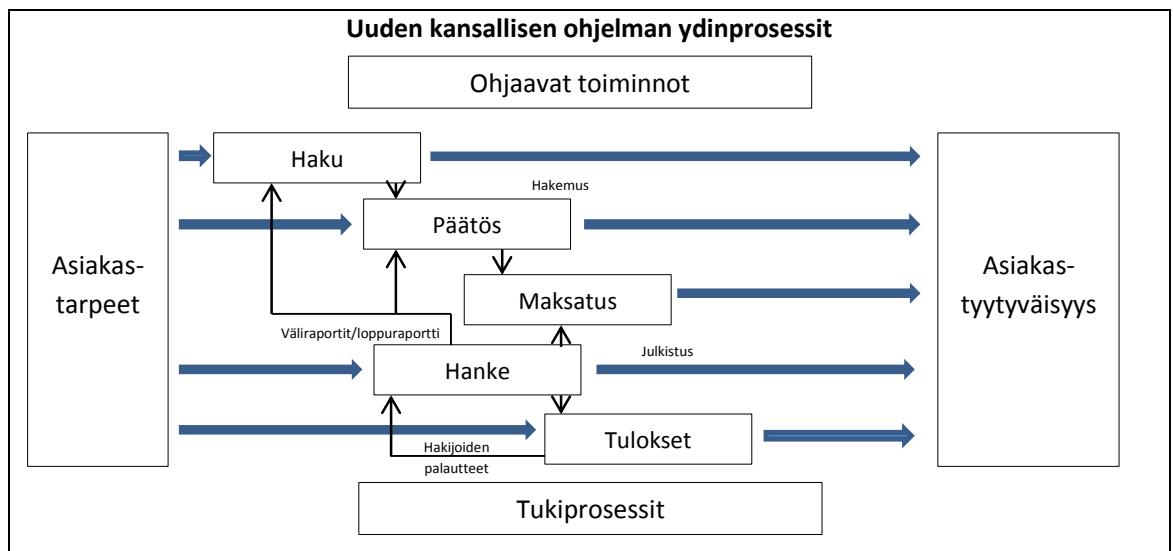 Uuden kansallisen ohjelman ydinprosessit
Ohjaavat toiminnot
Asiakas-
tarpeet
Haku
Hakemus
Päätös
Maksatus
Väliraportit/loppuraportti
Julkistus
Hanke
Tulokset
Hakijoiden
palautteet
Asiakas-
tyytyväisyys
Tukiprosessit